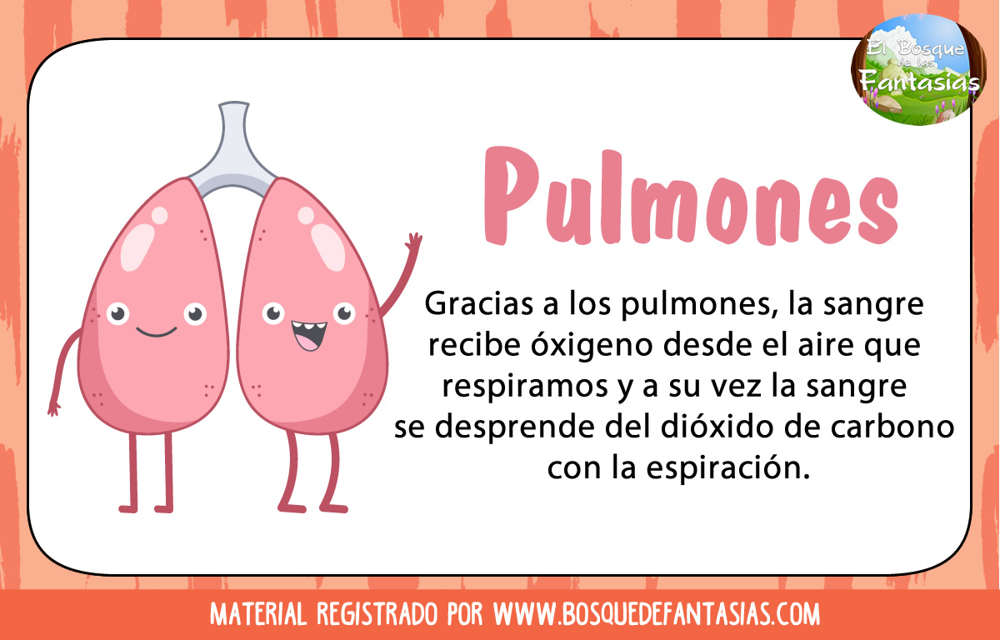 El Bosque
de las
Fantasías
Pulmones
Gracias a los pulmones, la sangre
recibe óxigeno desde el aire que
respiramos y a su vez la sangre
se desprende del dióxido de carbono
con la espiración.
MATERIAL REGISTRADO POR WWW.BOSQUEDEFANTASIAS.COM